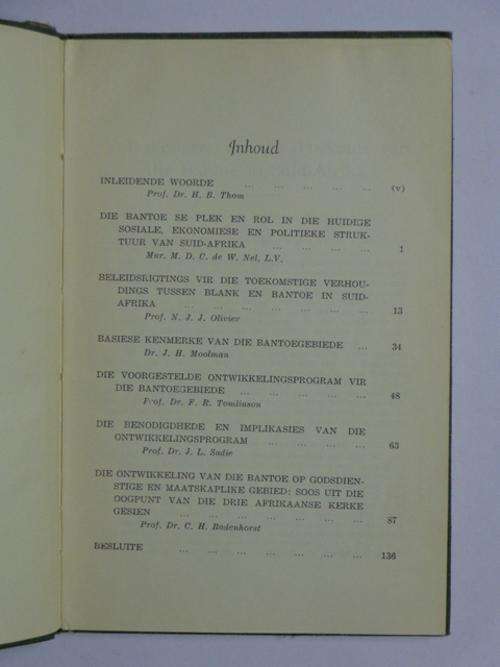 Inhoud
INLEIDENDE WOORDE ... ... ... ... ... (v)
Prof. Dr. H. B. Thom
DIE BANTOE SE PLEK EN ROL IN DIE HUIDIGE
SOSIALE, EKONOMIESE EN POLITIEKE STRUK-
TUUR VAN SUID-AFRIKA ... ... ... ... 1
Mnr. M. D. C. de W. Nel, L.V.
BELEIDSRIGTINGS VIR DIE TOEKOMSTIGE VERHOU-
DINGS TUSSEN BLANK EN BANTOE IN SUID-
AFRIKA ... ... ... ... ... ... ... 13
Prof. N. J. J. Olivier
BASIESE KENMERKE VAN DIE BANTOEGEBIEDE ... 34
Dr. J. H. Moolman
DIE VOORGESTELDE ONTWIKKELINGSPROGRAM VIR
DIE BANTOEGEBIEDE ... ... ... ... ... 48
Prof. Dr. F. R. Tomlinson
DIE BENODIGDHEDE EN IMPLIKASIES VAN DIE
ONTWIKKELINGSPROGRAM ... ... ... ... 63
Prof. Dr. J. L. Sadie
DIE ONTWIKKELING VAN DIE BANTOE OP GODSDIEN-
STIGE EN MAATSKAPLIKE GEBIED: SOOS UIT DIE
OOGPUNT VAN DIE DRIE AFRIKAANSE KERKE
GESIEN ... ... ... ... ... ... ... 87
Prof. Dr. C. H. Badenhorst
BESLUITE ... ... ... ... ... ... ... 136